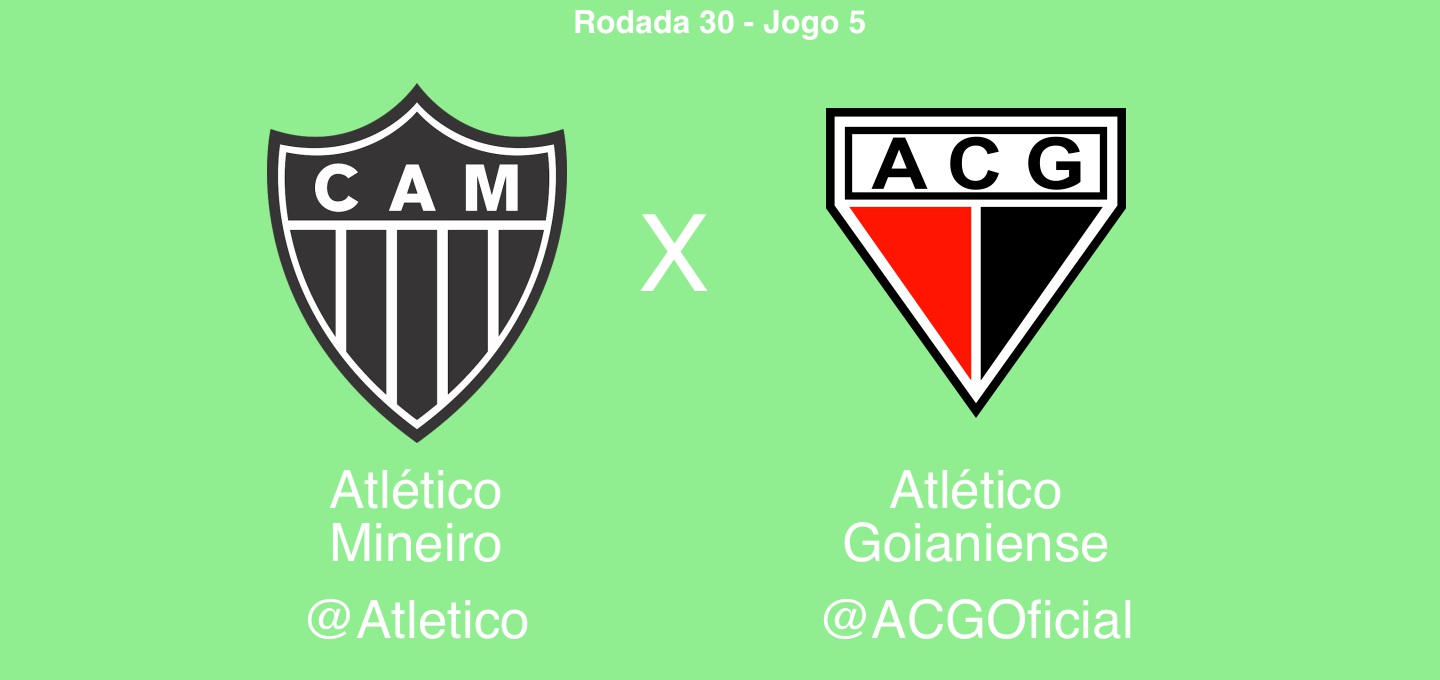 Rodada 30 - Jogo 5
C A M
A C G
X
Atlético
Mineiro
Atlético
Goianiense
@Atletico
@ACGOficial